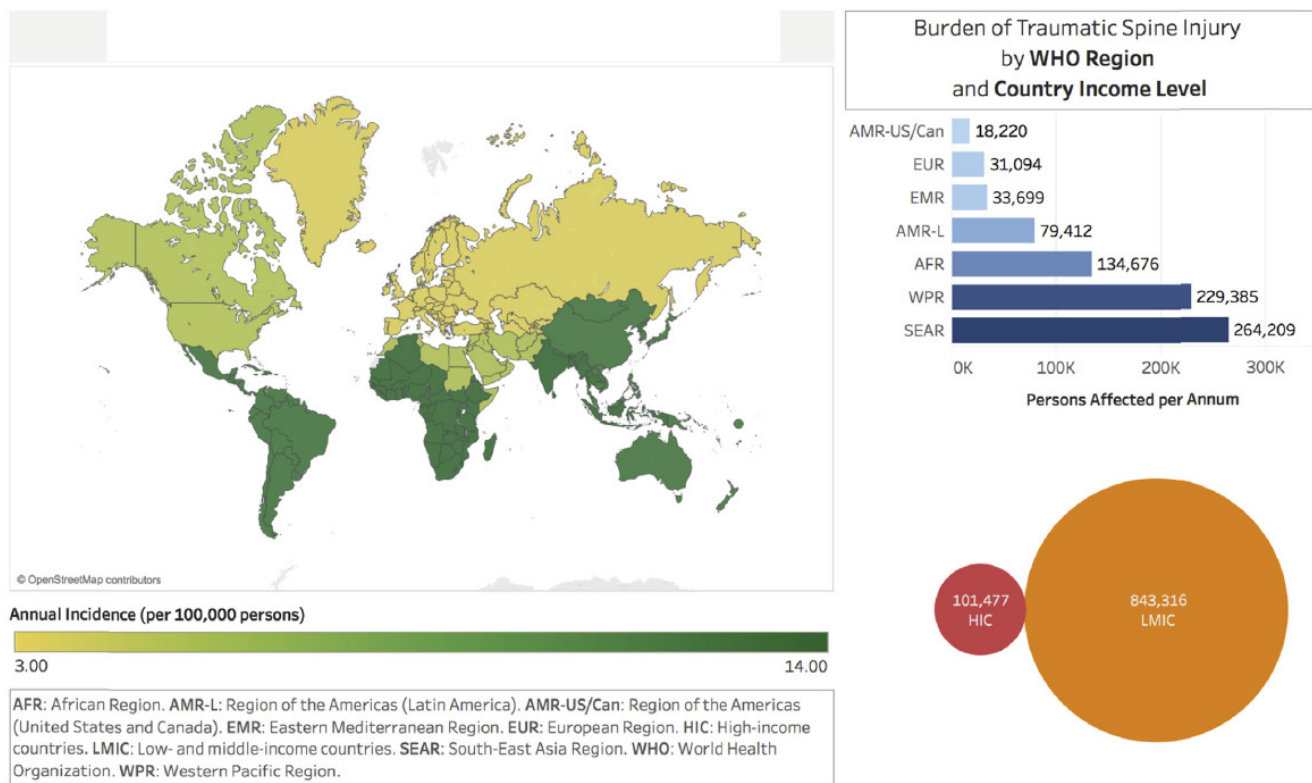 Burden of Traumatic Spine Injury
by WHO Region
and Country Income Level
AMR-US/Can 18,220
EUR 31,094
EMR 33,699
AMR-L 79,412
AFR 134,676
WPR 229,385
SEAR 264,209
0K 100K 200K 300K
Persons Affected per Annum
© OpenStreetMap contributors
101,477
HIC
843,316
LMIC
Annual Incidence (per 100,000 persons)
3.00 14.00
AFR: African Region. AMR-L: Region of the Americas (Latin America). AMR-US/Can: Region of the Americas
(United States and Canada). EMR: Eastern Mediterranean Region. EUR: European Region. HIC: High-income
countries. LMIC: Low- and middle-income countries. SEAR: South-East Asia Region. WHO: World Health
Organization. WPR: Western Pacific Region.